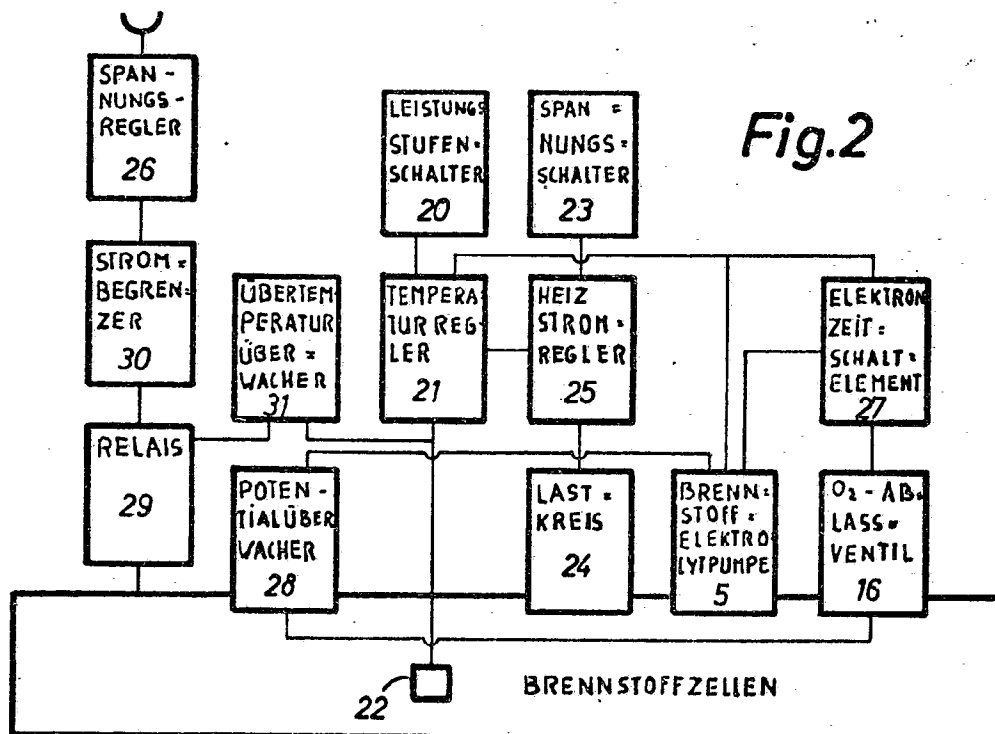 Fig.2
SPAN-
NUNGS-
REGLER
26
LEISTUNGS
STUFEN=
SCHALTER
20
SPAN =
NUNGS=
SCHALTER
23
STROM=
BEGREN=
ZER
30
ÜBERTEM
PERATUR
ÜBER=
WACHER
31
TEMPERA-
TUR REG-
LER
21
HEIZ
STROM=
REGLER
25
ELEKTRON
ZEIT=
SCHALT=
ELEMENT
27
RELAIS
29
POTEN-
TIALÜBER
WACHER
28
LAST=
KREIS
24
BRENN=
STOFF=
ELEKTRO-
LYTPUMPE
5
O2-AB=
LASS=
VENTIL
16
22
BRENNSTOFFZELLEN